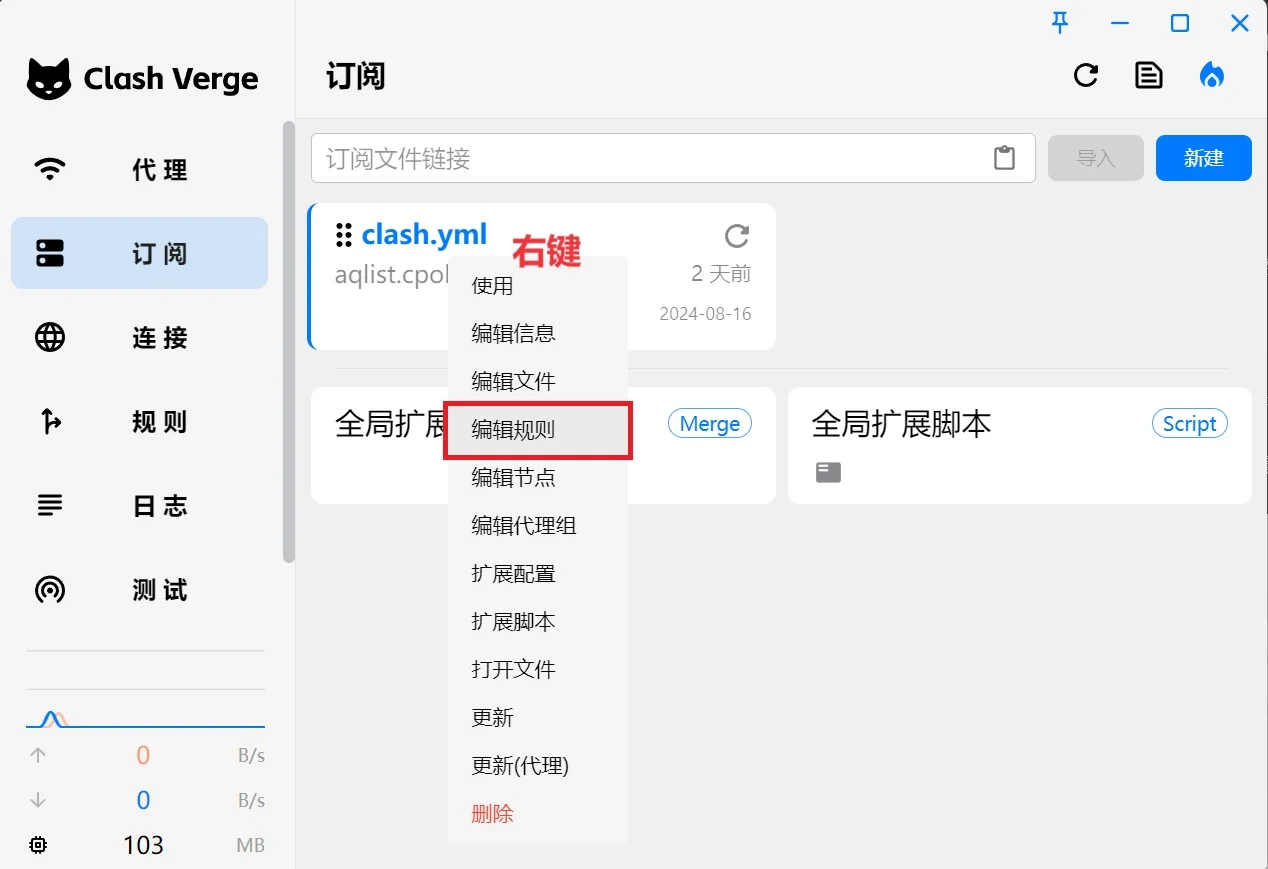 Clash Verge
代 理
订 阅
连 接
规 则
日 志
测 试
0 B/s
0 B/s
103 MB
订阅
订阅文件链接
导入
新建
clash.yml
右键
2 天前
2024-08-16
使用
编辑信息
编辑文件
编辑规则
编辑节点
编辑代理组
扩展配置
扩展脚本
打开文件
更新
更新(代理)
删除
全局扩展
Merge
全局扩展脚本
Script